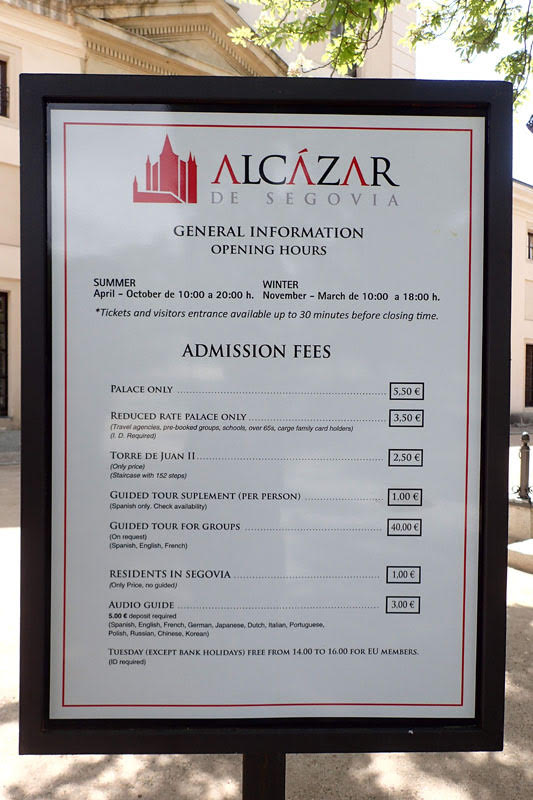 ALCÁZAR
DE SEGOVIA
GENERAL INFORMATION
OPENING HOURS
SUMMER WINTER
April - October de 10:00 a 20:00 h. November - March de 10:00 a 18:00 h.
*Tickets and visitors entrance available up to 30 minutes before closing time.
ADMISSION FEES
PALACE ONLY 5,50 €
REDUCED RATE PALACE ONLY 3,50 €
(Travel agencies, pre-booked groups, schools, over 65s, carge family card holders)
(I. D. Required)
TORRE DE JUAN II 2,50 €
(Only price)
(Staircase with 152 steps)
GUIDED TOUR SUPLEMENT (PER PERSON) 1,00 €
(Spanish only. Check availability)
GUIDED TOUR FOR GROUPS 40,00 €
(On request)
(Spanish, English, French)
RESIDENTS IN SEGOVIA 1,00 €
(Only Price, no guided)
AUDIO GUIDE 3,00 €
5.00 € deposit required
(Spanish, English, French, German, Japanese, Dutch, Italian, Portuguese,
Polish, Russian, Chinese, Korean)
TUESDAY (EXCEPT BANK HOLIDAYS) FREE FROM 14.00 TO 16.00 FOR EU MEMBERS.
(ID required)